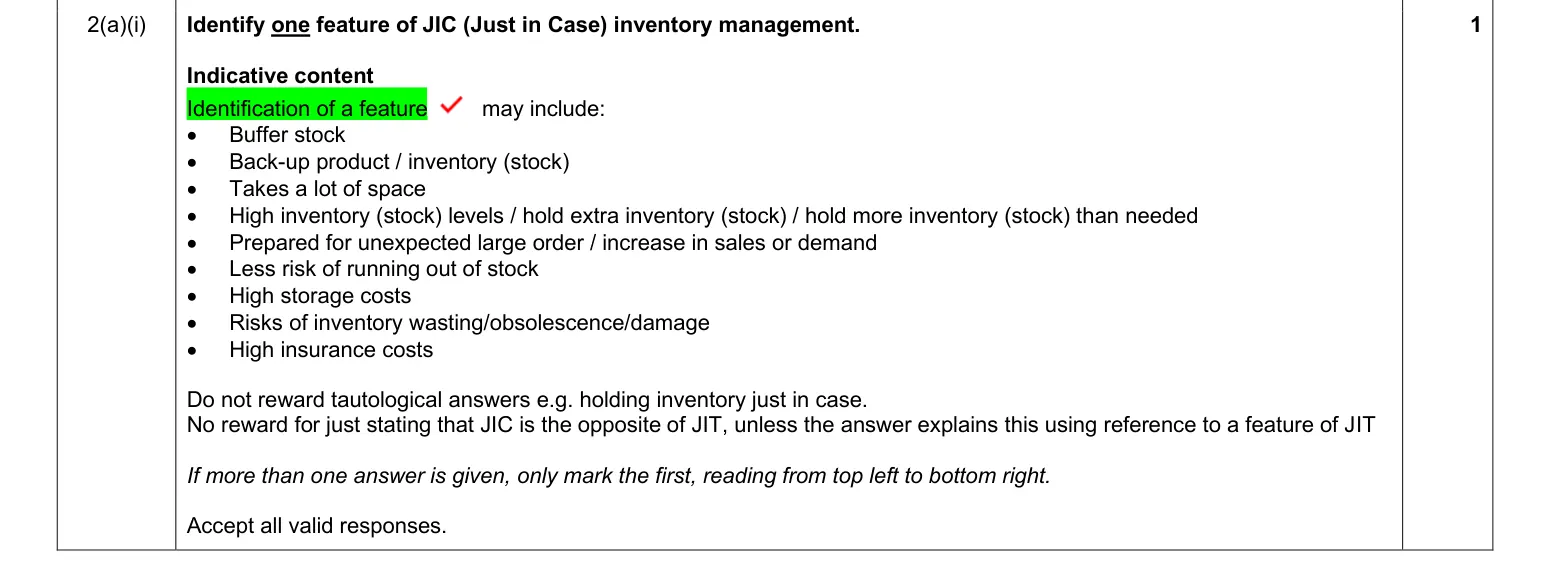 2(a)(i) Identify one feature of JIC (Just in Case) inventory management. 1
Indicative content
Identification of a feature ✓ may include:
• Buffer stock
• Back-up product / inventory (stock)
• Takes a lot of space
• High inventory (stock) levels / hold extra inventory (stock) / hold more inventory (stock) than needed
• Prepared for unexpected large order / increase in sales or demand
• Less risk of running out of stock
• High storage costs
• Risks of inventory wasting/obsolescence/damage
• High insurance costs
Do not reward tautological answers e.g. holding inventory just in case.
No reward for just stating that JIC is the opposite of JIT, unless the answer explains this using reference to a feature of JIT
If more than one answer is given, only mark the first, reading from top left to bottom right.
Accept all valid responses.